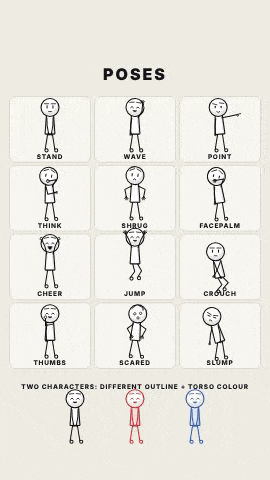 POSES
STAND WAVE POINT
THINK SHRUG FACEPALM
CHEER JUMP CROUCH
THUMBS SCARED SLUMP
TWO CHARACTERS: DIFFERENT OUTLINE + TORSO COLOUR